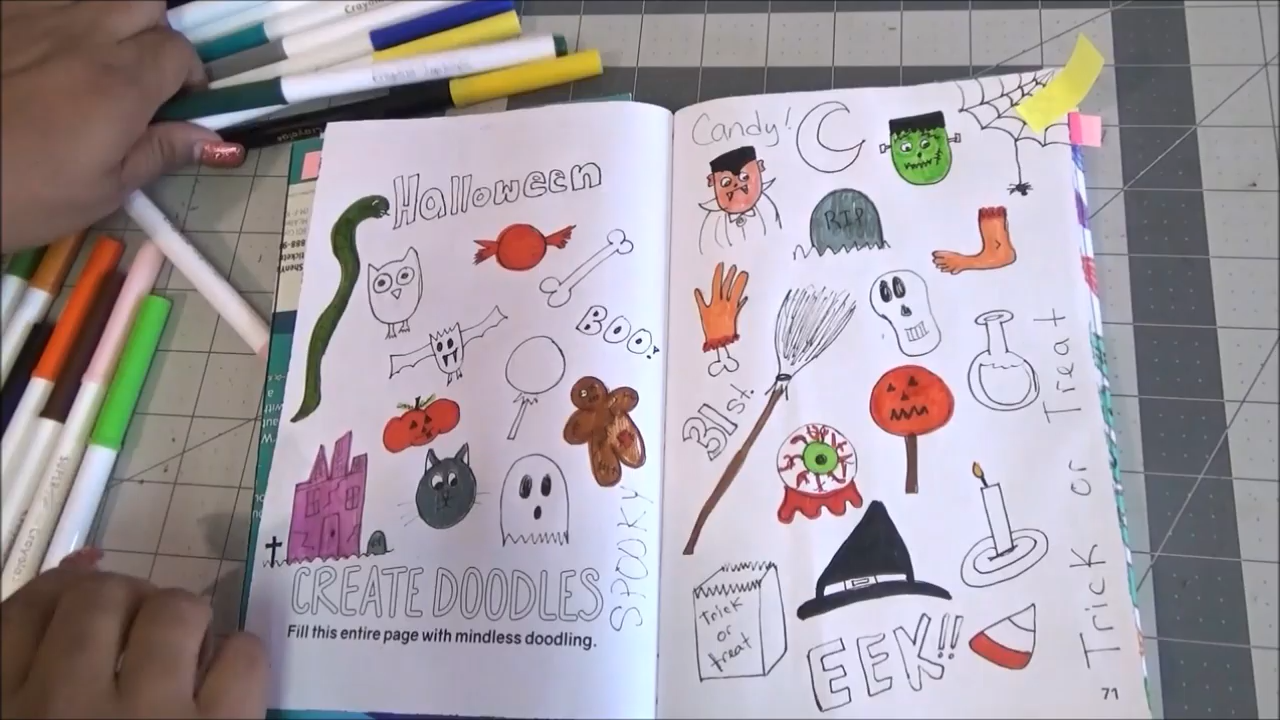 Halloween
BOO!
SPOOKY
CREATE DOODLES
Fill this entire page with mindless doodling.
Candy!
RIP
31st.
Trick or Treat
Trick
or
treat
EEK!!
71